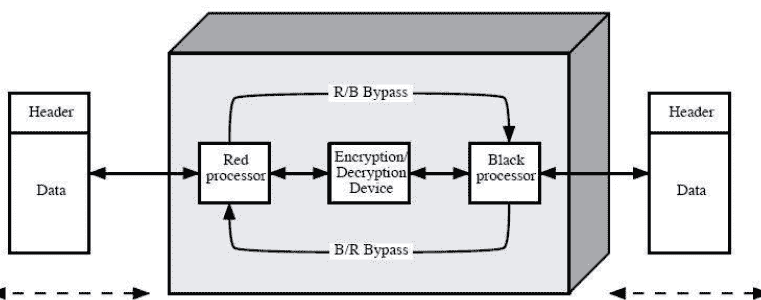 R/B Bypass
Header
Data
Red
processor
Encryption/
Decryption
Device
Black
processor
Header
Data
B/R Bypass